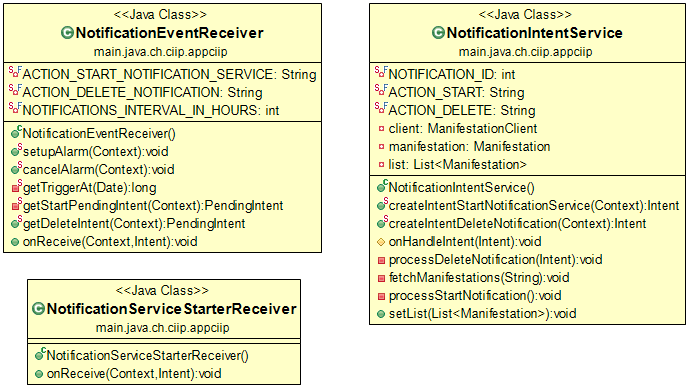 <<Java Class>>
NotificationEventReceiver
main.java.ch.ciip.appciip
ACTION_START_NOTIFICATION_SERVICE: String
ACTION_DELETE_NOTIFICATION: String
NOTIFICATIONS_INTERVAL_IN_HOURS: int
NotificationEventReceiver()
setupAlarm(Context):void
cancelAlarm(Context):void
getTriggerAt(Date):long
getStartPendingIntent(Context):PendingIntent
getDeleteIntent(Context):PendingIntent
onReceive(Context,Intent):void
<<Java Class>>
NotificationServiceStarterReceiver
main.java.ch.ciip.appciip
NotificationServiceStarterReceiver()
onReceive(Context,Intent):void
<<Java Class>>
NotificationIntentService
main.java.ch.ciip.appciip
NOTIFICATION_ID: int
ACTION_START: String
ACTION_DELETE: String
client: ManifestationClient
manifestation: Manifestation
list: List<Manifestation>
NotificationIntentService()
createIntentStartNotificationService(Context):Intent
createIntentDeleteNotification(Context):Intent
onHandleIntent(Intent):void
processDeleteNotification(Intent):void
fetchManifestations(String):void
processStartNotification():void
setList(List<Manifestation>):void